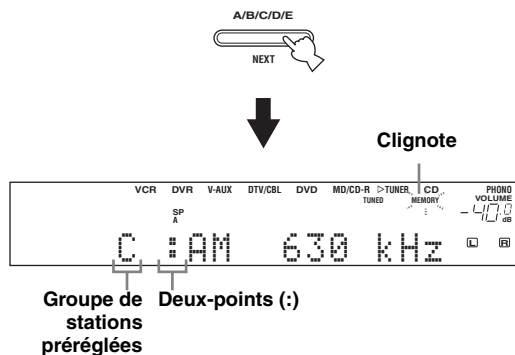 A/B/C/D/E
NEXT
Clignote
VCR DVR V-AUX DTV/CBL DVD MD/CD-R ▷TUNER CD PHONO
TUNED MEMORY VOLUME
SP
A
-40.0 dB
C :AM 630 kHz L R
Groupe de stations préréglées
Deux-points (:)